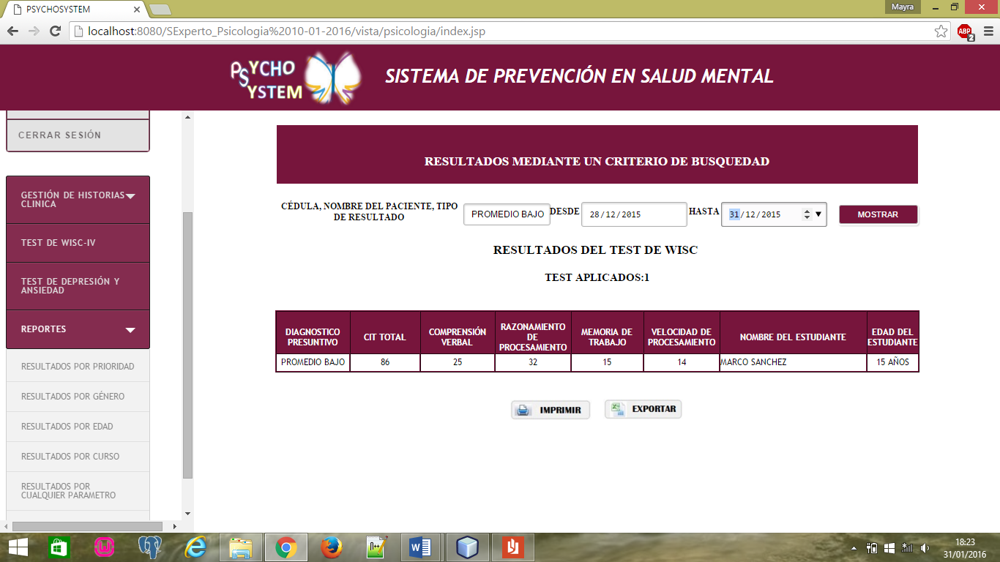 PSYCHOSYSTEM
Mayra
localhost:8080/SExperto_Psicologia%2010-01-2016/vista/psicologia/index.jsp
ABP
2
PSYCHO
SYSTEM
SISTEMA DE PREVENCIÓN EN SALUD MENTAL
CERRAR SESIÓN
GESTIÓN DE HISTORIAS
CLINICA
TEST DE WISC-IV
TEST DE DEPRESIÓN Y
ANSIEDAD
REPORTES
RESULTADOS POR PRIORIDAD
RESULTADOS POR GÉNERO
RESULTADOS POR EDAD
RESULTADOS POR CURSO
RESULTADOS POR
CUALQUIER PARAMETRO
RESULTADOS MEDIANTE UN CRITERIO DE BUSQUEDAD
CÉDULA, NOMBRE DEL PACIENTE, TIPO
DE RESULTADO
PROMEDIO BAJO
DESDE
28/12/2015
HASTA
31/12/2015
MOSTRAR
RESULTADOS DEL TEST DE WISC
TEST APLICADOS:1
DIAGNOSTICO
PRESUNTIVO
CIT TOTAL
COMPRENSIÓN
VERBAL
RAZONAMIENTO
DE
PROCESAMIENTO
MEMORIA DE
TRABAJO
VELOCIDAD DE
PROCESAMIENTO
NOMBRE DEL ESTUDIANTE
EDAD DEL
ESTUDIANTE
PROMEDIO BAJO 86 25 32 15 14 MARCO SANCHEZ 15 AÑOS
IMPRIMIR
EXPORTAR
18:23
31/01/2016